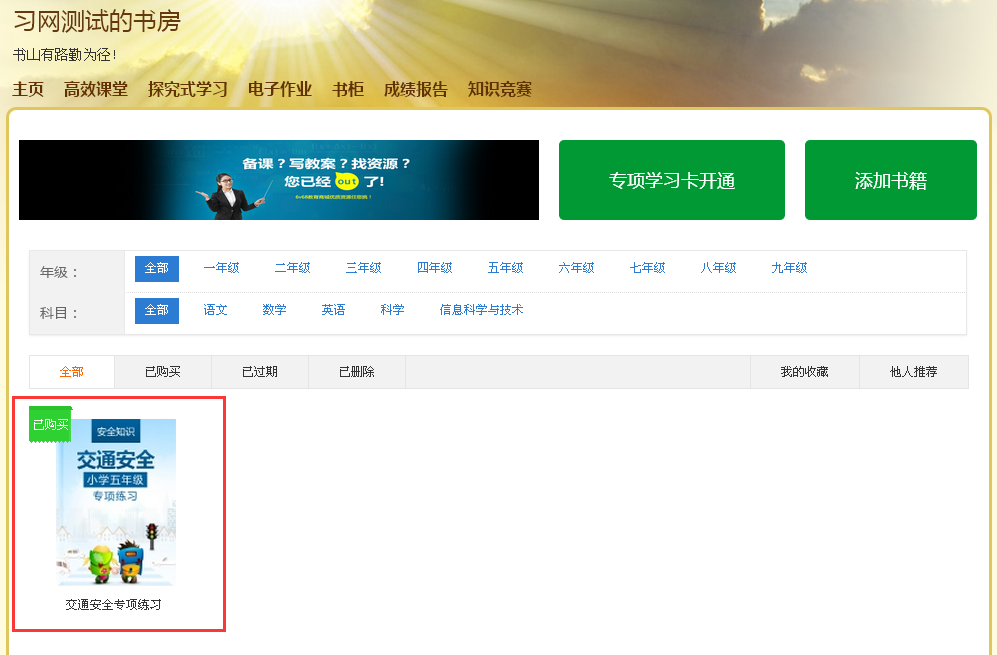 习网测试的书房
书山有路勤为径！
主页 高效课堂 探究式学习 电子作业 书柜 成绩报告 知识竞赛
备课？写教案？找资源？
您已经 out 了！
专项学习卡开通
添加书籍
年级： 全部 一年级 二年级 三年级 四年级 五年级 六年级 七年级 八年级 九年级
科目： 全部 语文 数学 英语 科学 信息科学与技术
全部 已购买 已过期 已删除 我的收藏 他人推荐
已购买
安全知识
交通安全
小学五年级
专项练习
交通安全专项练习